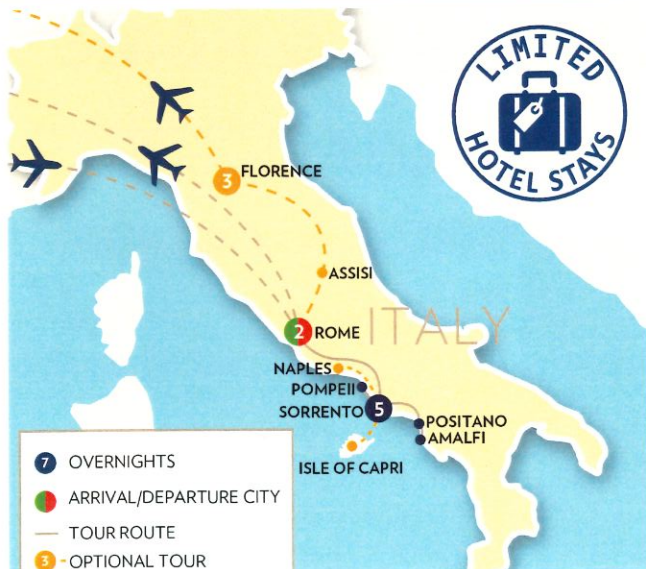 LIMITED
HOTEL STAYS
3 FLORENCE
ASSISI
2 ROME
ITALY
NAPLES
POMPEII
SORRENTO 5
POSITANO
AMALFI
ISLE OF CAPRI
7 OVERNIGHTS
ARRIVAL/DEPARTURE CITY
TOUR ROUTE
3 OPTIONAL TOUR